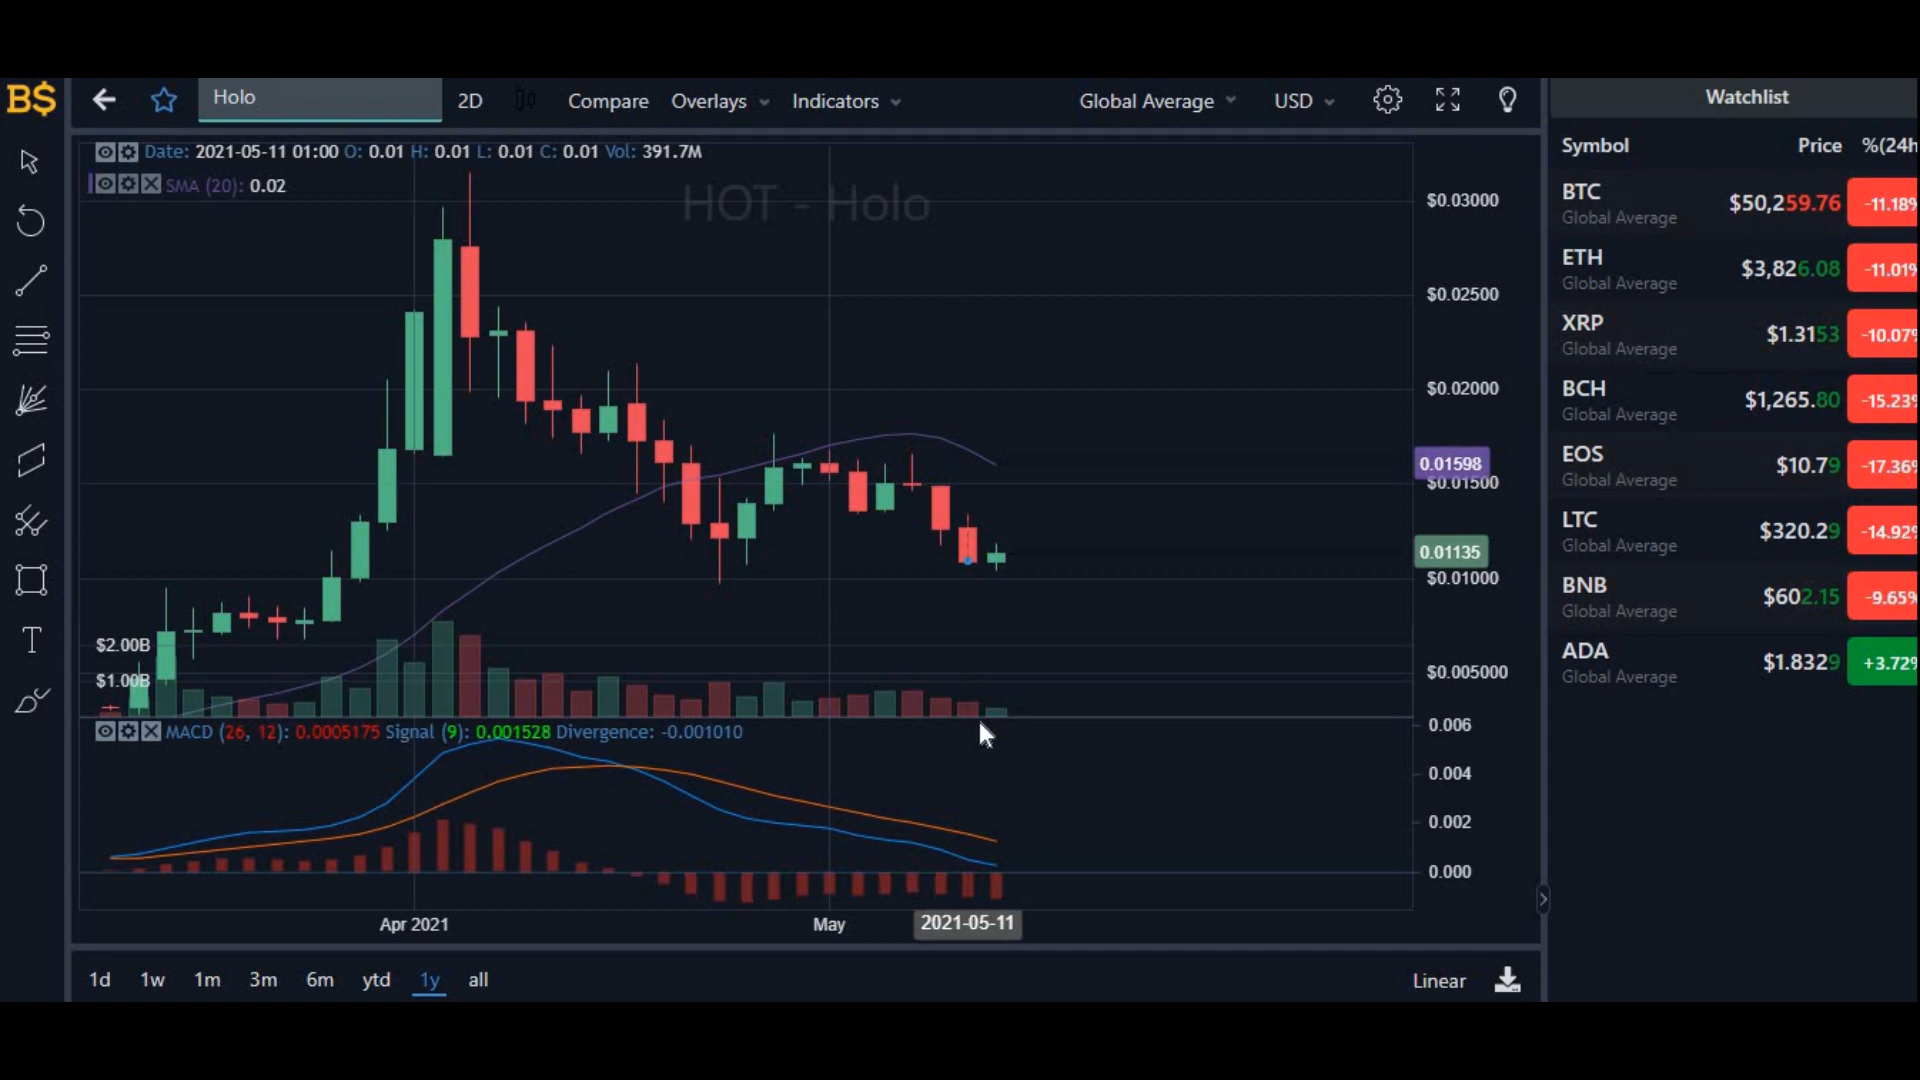 B$
Holo
2D
Compare
Overlays
Indicators
Global Average
USD
Date: 2021-05-11 01:00 O: 0.01 H: 0.01 L: 0.01 C: 0.01 Vol: 391.7M
SMA (20): 0.02
HOT - Holo
$0.03000
$0.02500
$0.02000
0.01598
$0.01500
0.01135
$0.01000
$0.005000
$2.00B
$1.00B
MACD (26, 12): 0.0005175 Signal (9): 0.001528 Divergence: -0.001010
0.006
0.004
0.002
0.000
Apr 2021
May
2021-05-11
1d
1w
1m
3m
6m
ytd
1y
all
Linear
Watchlist
Symbol Price %(24h
BTC $50,259.76 -11.18%
Global Average
ETH $3,826.08 -11.01%
Global Average
XRP $1.3153 -10.07%
Global Average
BCH $1,265.80 -15.23%
Global Average
EOS $10.79 -17.36%
Global Average
LTC $320.29 -14.92%
Global Average
BNB $602.15 -9.65%
Global Average
ADA $1.8329 +3.72%
Global Average
T